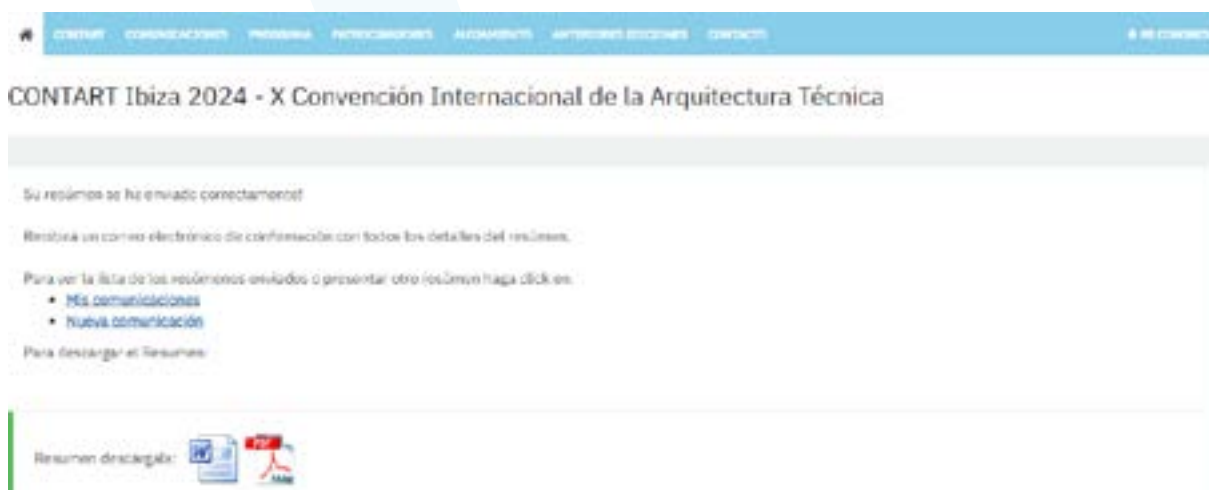 CONTART COMUNICACIONES PROGRAMA PATROCINADORES ALOJAMIENTO ANTERIORES EDICIONES CONTACTO
CONTART Ibiza 2024 - X Convención Internacional de la Arquitectura Técnica
Su resúmen se ha enviado correctamente!
Recibirá un correo electrónico de confirmación con todos los detalles del resúmen.
Para ver la lista de los resúmenes enviados o presentar otro resúmen haga click en:
Mis comunicaciones
Nueva comunicación
Para descargar el Resumen:
Resumen descargable:
PDF